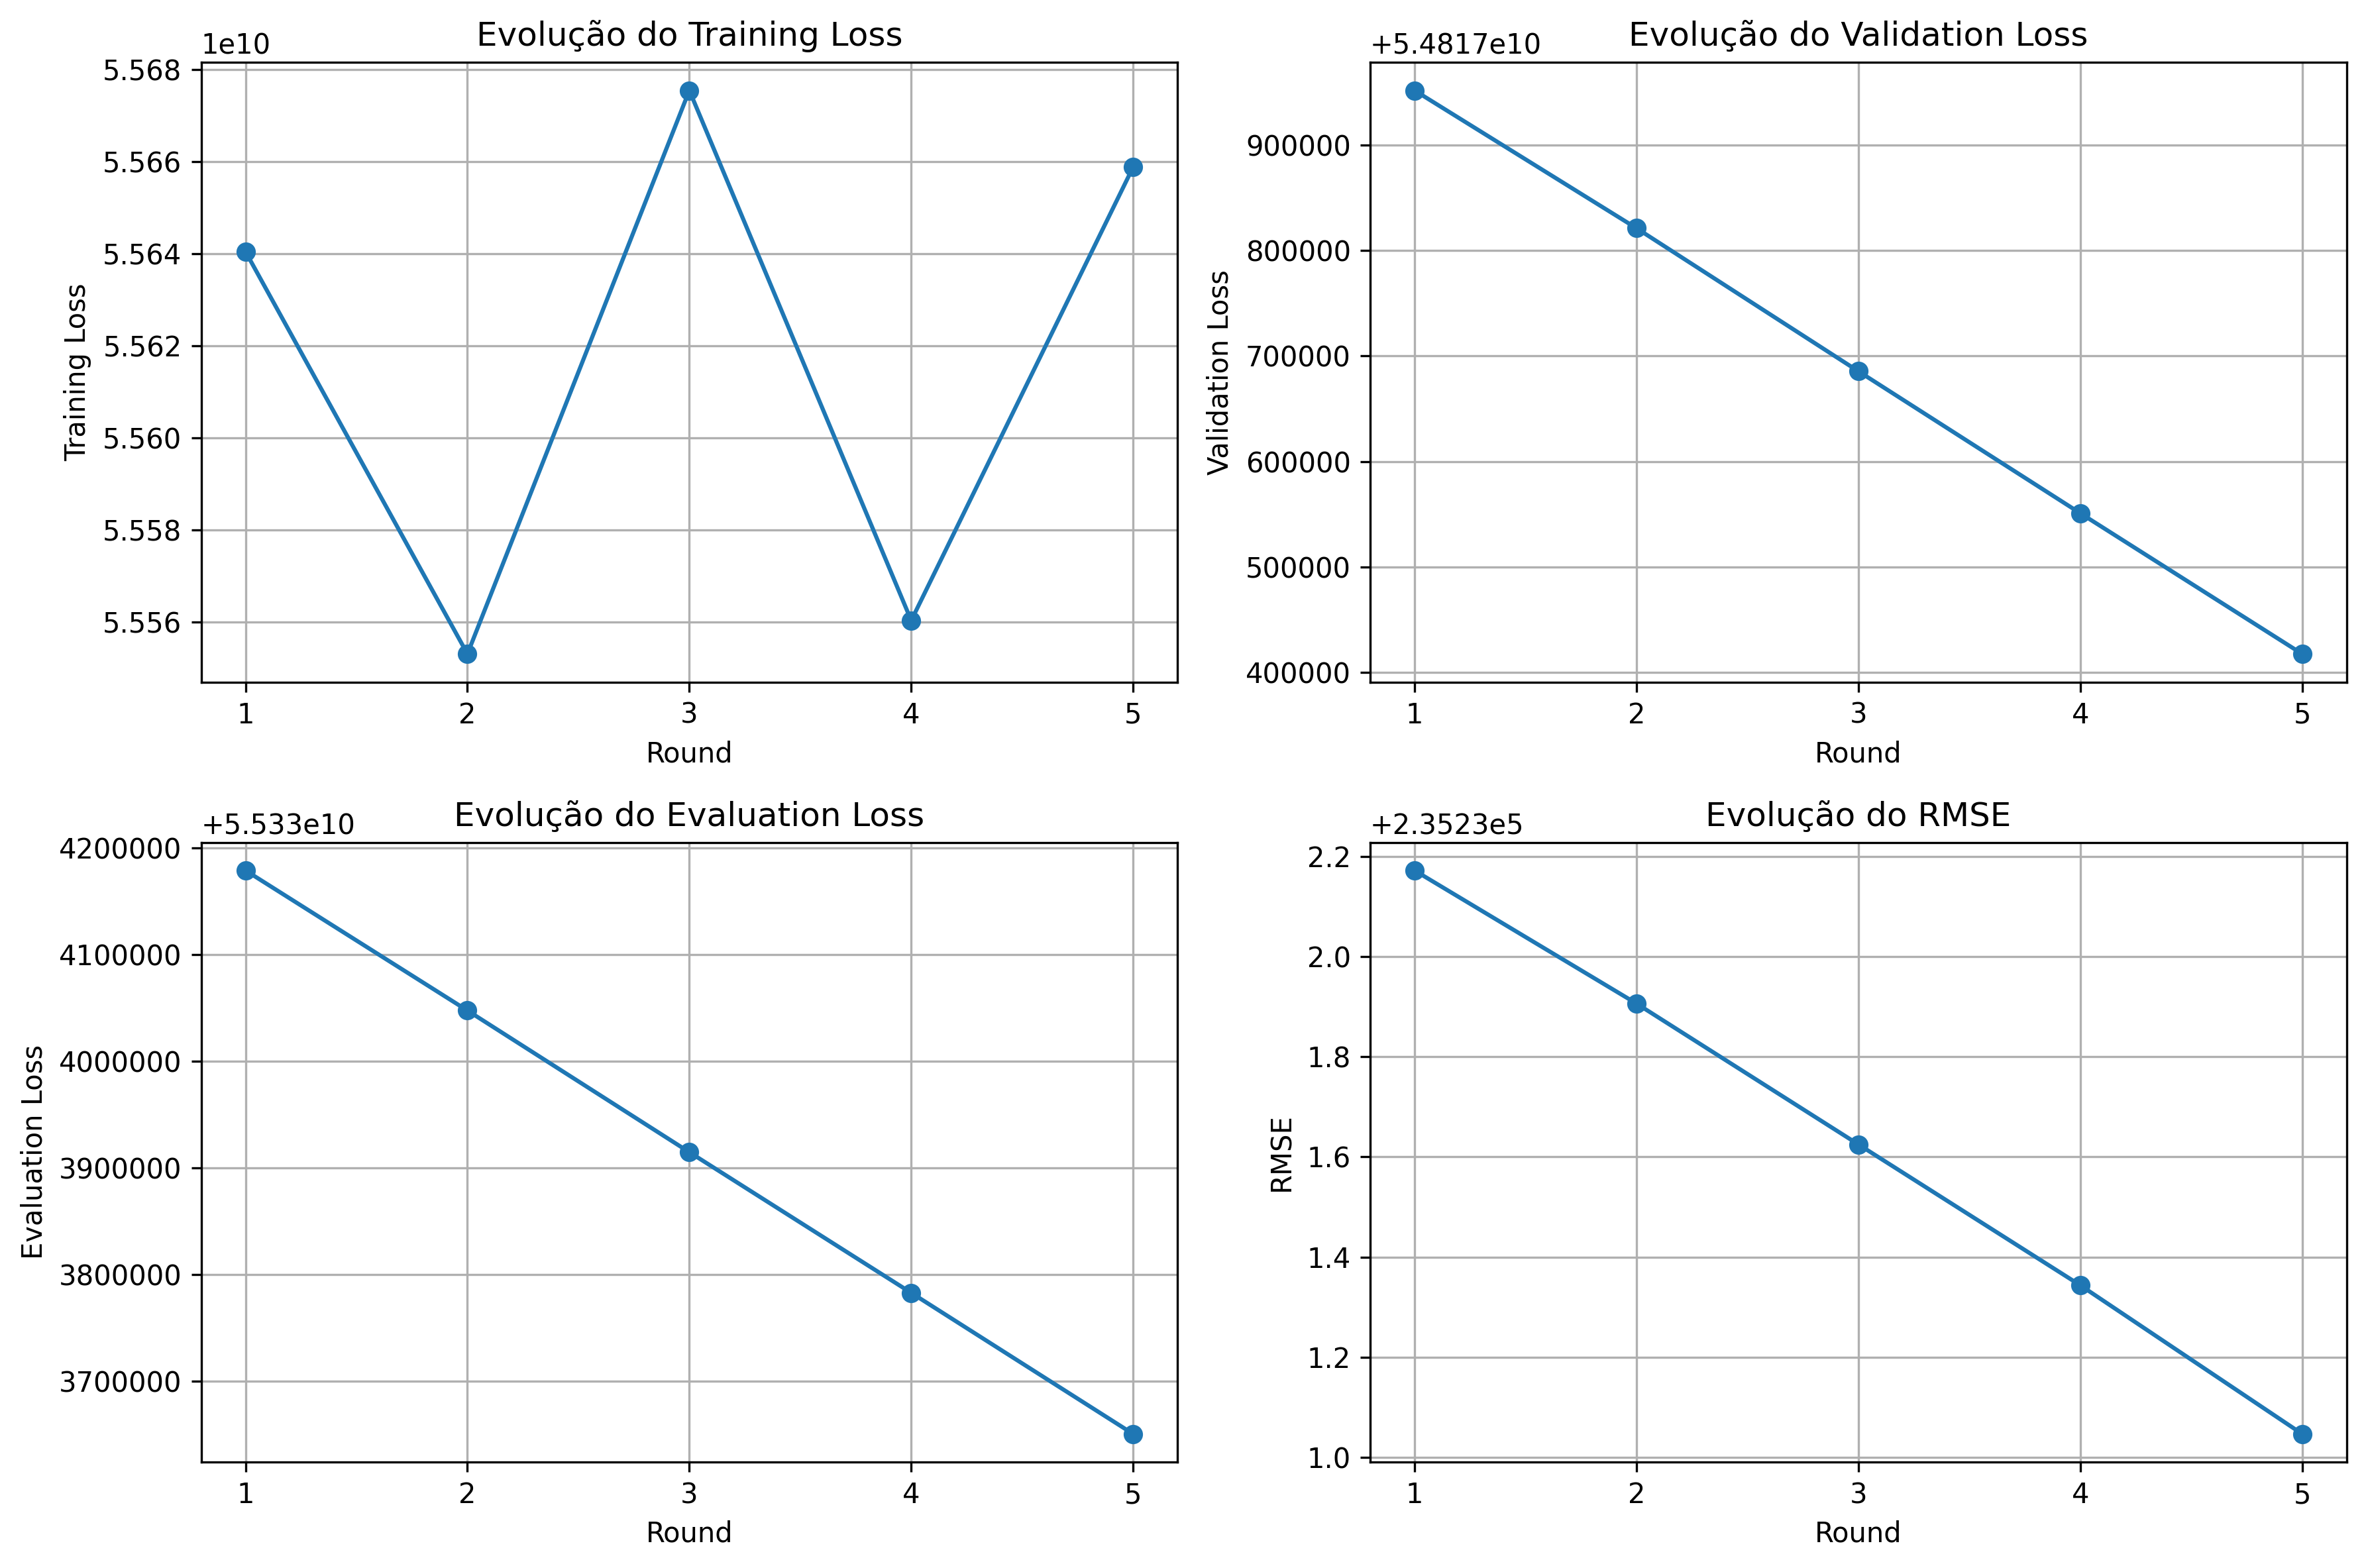 Evolução do Training Loss
1e10
5.568
5.566
5.564
5.562
5.560
5.558
5.556
Training Loss
1 2 3 4 5
Round
Evolução do Validation Loss
+5.4817e10
900000
800000
700000
600000
500000
400000
Validation Loss
1 2 3 4 5
Round
Evolução do Evaluation Loss
+5.533e10
4200000
4100000
4000000
3900000
3800000
3700000
Evaluation Loss
1 2 3 4 5
Round
Evolução do RMSE
+2.3523e5
2.2
2.0
1.8
1.6
1.4
1.2
1.0
RMSE
1 2 3 4 5
Round